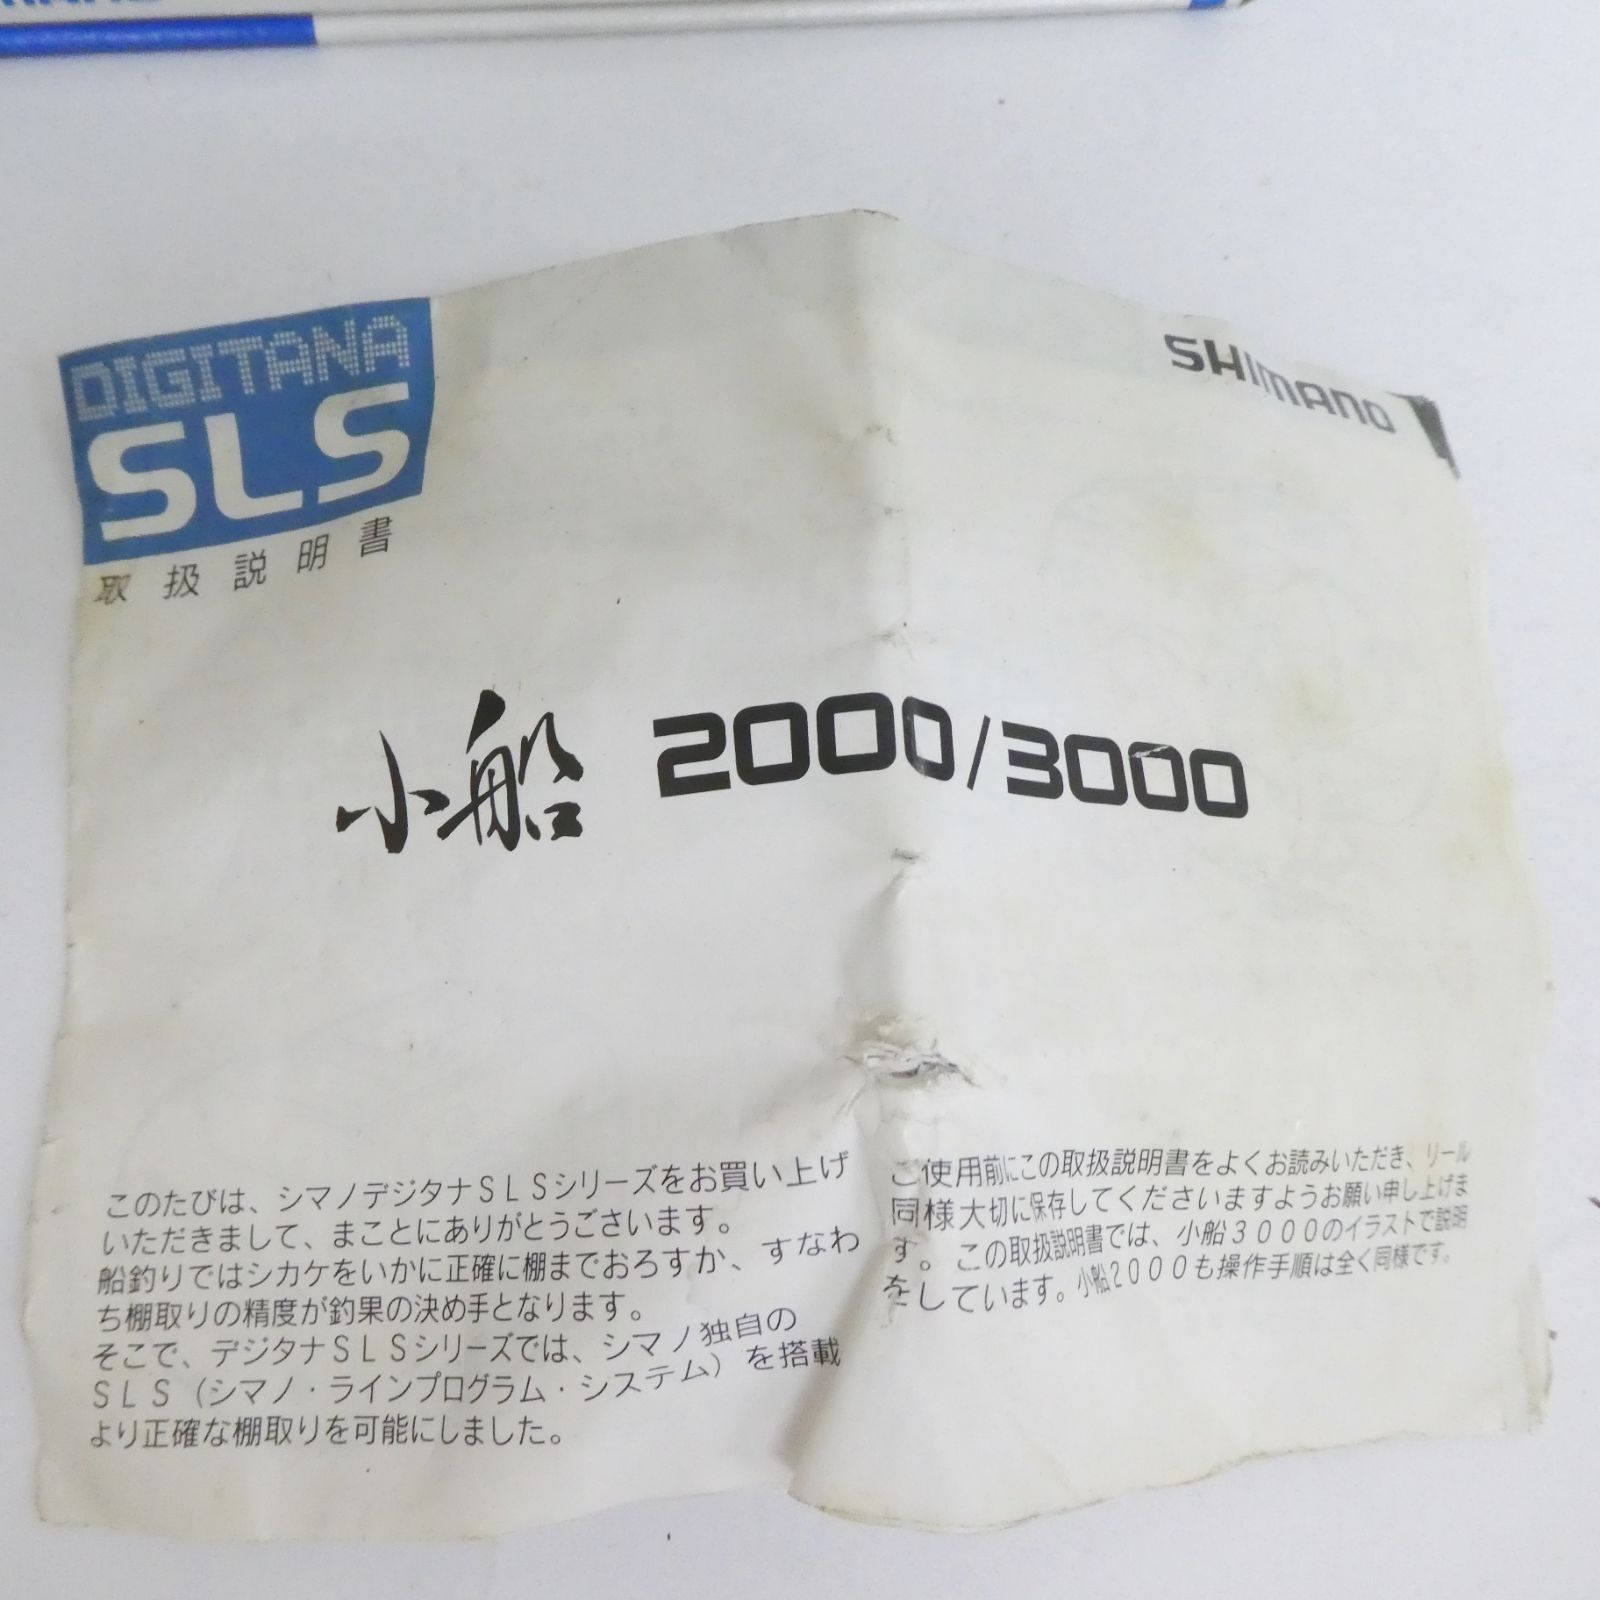 DIGITANA
SLS
取扱説明書
SHIMANO
小船 2000/3000
このたびは、シマノデジタナSLSシリーズをお買い上げ
いただきまして、まことにありがとうございます。
船釣りではシカケをいかに正確に棚までおろすか、すなわ
ち棚取りの精度が釣果の決め手となります。
そこで、デジタナSLSシリーズでは、シマノ独自の
SLS(シマノ・ラインプログラム・システム)を搭載
より正確な棚取りを可能にしました。
ご使用前にこの取扱説明書をよくお読みいただき、リール
同様大切に保存してくださいますようお願い申し上げま
す。この取扱説明書では、小船3000のイラストで説明
をしています。小船2000も操作手順は全く同様です。